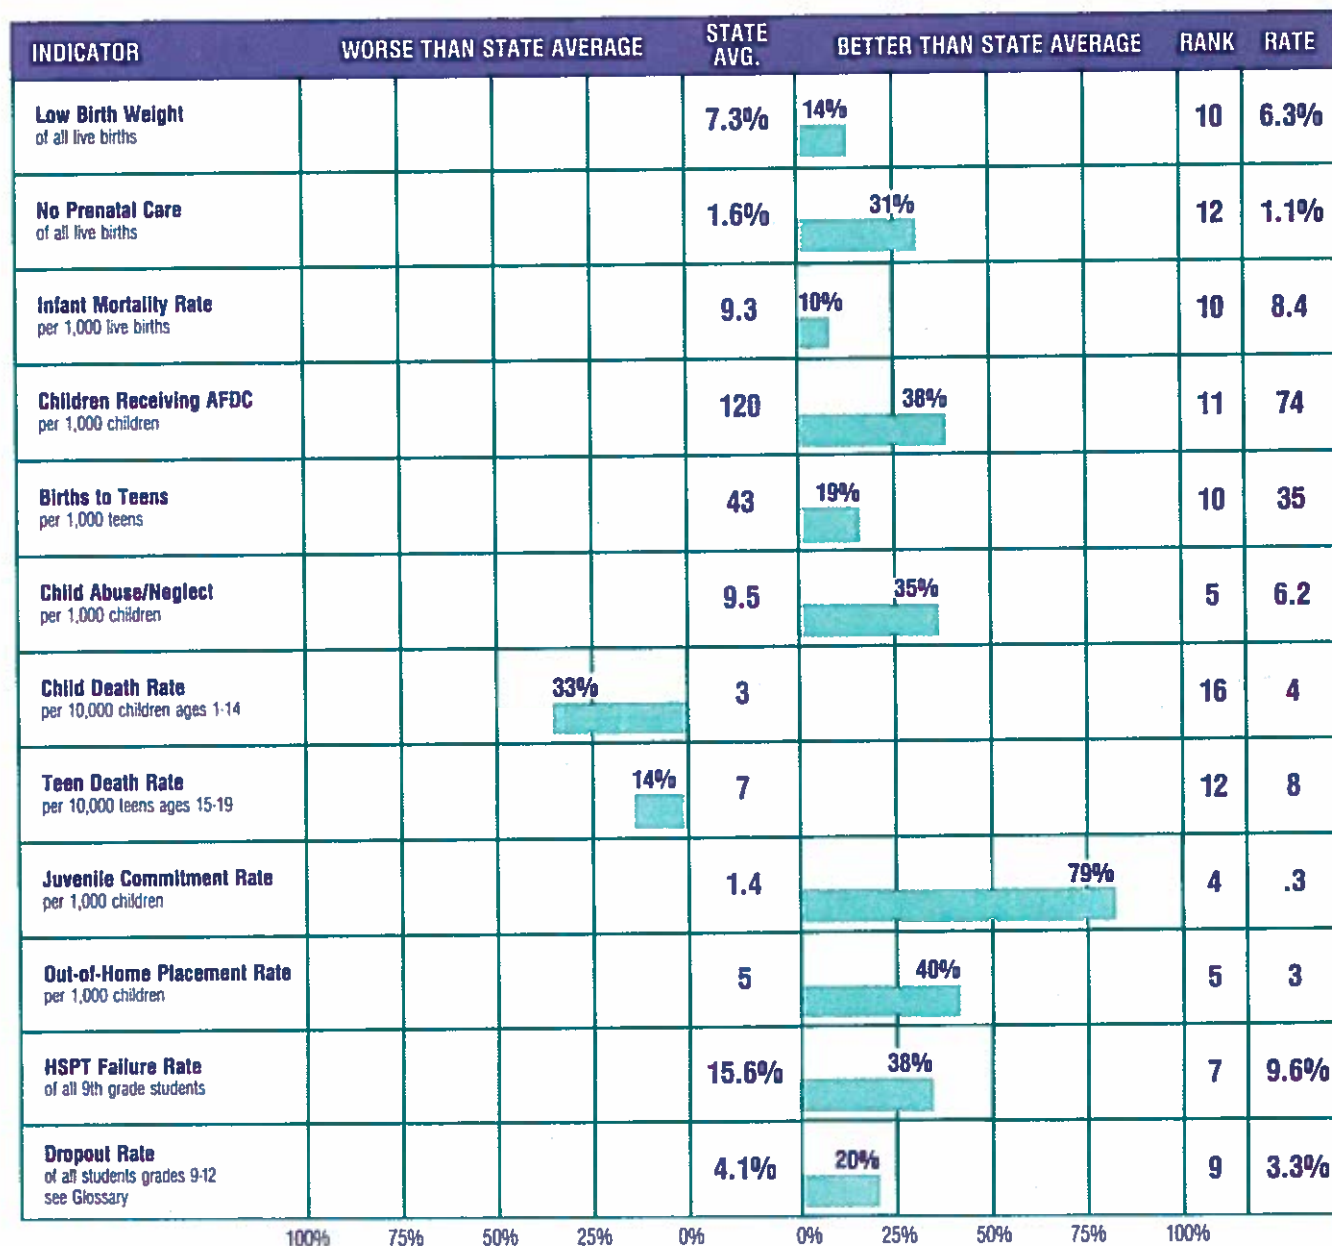 INDICATOR WORSE THAN STATE AVERAGE STATE AVG. BETTER THAN STATE AVERAGE RANK RATE
Low Birth Weight 7.3% 14% 10 6.3%
of all live births
No Prenatal Care 1.6% 31% 12 1.1%
of all live births
Infant Mortality Rate 9.3 10% 10 8.4
per 1,000 live births
Children Receiving AFDC 120 38% 11 74
per 1,000 children
Births to Teens 43 19% 10 35
per 1,000 teens
Child Abuse/Neglect 9.5 35% 5 6.2
per 1,000 children
Child Death Rate 33% 3 16 4
per 10,000 children ages 1-14
Teen Death Rate 14% 7 12 8
per 10,000 teens ages 15-19
Juvenile Commitment Rate 1.4 79% 4 .3
per 1,000 children
Out-of-Home Placement Rate 5 40% 5 3
per 1,000 children
HSPT Failure Rate 15.6% 38% 7 9.6%
of all 9th grade students
Dropout Rate 4.1% 20% 9 3.3%
of all students grades 9-12
see Glossary
100% 75% 50% 25% 0% 0% 25% 50% 75% 100%